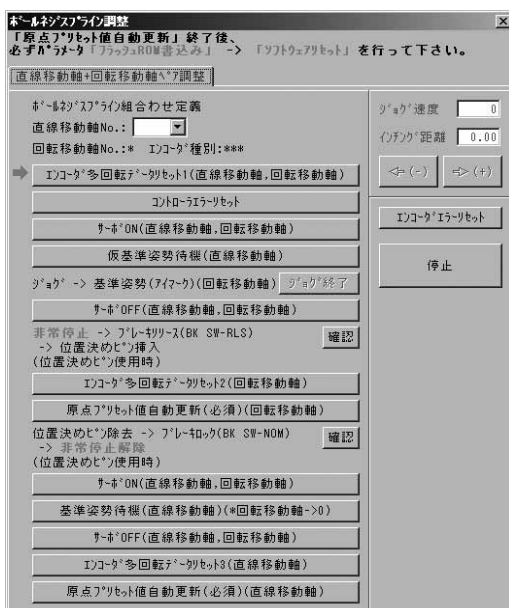 ﾎﾞｰﾙﾈｼﾞｽﾌﾟﾗｲﾝ調整
「原点ﾌﾟﾘｾｯﾄ値自動更新」終了後、
必ずﾊﾟﾗﾒｰﾀ「ﾌﾗｯｼｭROM書込み」 -> 「ｿﾌﾄｳｪｱﾘｾｯﾄ」を行って下さい。
直線移動軸+回転移動軸ﾍﾟｱ調整
ﾎﾞｰﾙﾈｼﾞｽﾌﾟﾗｲﾝ組合わせ定義
直線移動軸No.:
回転移動軸No.:* ｴﾝｺｰﾀﾞ種別:***
ｴﾝｺｰﾀﾞ多回転ﾃﾞｰﾀﾘｾｯﾄ1(直線移動軸,回転移動軸)
ｺﾝﾄﾛｰﾗｴﾗｰﾘｾｯﾄ
ｻｰﾎﾞON(直線移動軸,回転移動軸)
仮基準姿勢待機(直線移動軸)
ｼﾞｮｸﾞ -> 基準姿勢(ｱｲﾏｰｸ)(回転移動軸) ｼﾞｮｸﾞ終了
ｻｰﾎﾞOFF(直線移動軸,回転移動軸)
非常停止 -> ﾌﾞﾚｰｷﾘﾘｰｽ(BK SW-RLS)
-> 位置決めﾋﾟﾝ挿入
(位置決めﾋﾟﾝ使用時)
確認
ｴﾝｺｰﾀﾞ多回転ﾃﾞｰﾀﾘｾｯﾄ2(回転移動軸)
原点ﾌﾟﾘｾｯﾄ値自動更新(必須)(回転移動軸)
位置決めﾋﾟﾝ除去 -> ﾌﾞﾚｰｷﾛｯｸ(BK SW-NOM)
-> 非常停止解除
(位置決めﾋﾟﾝ使用時)
確認
ｻｰﾎﾞON(直線移動軸,回転移動軸)
基準姿勢待機(直線移動軸)(*回転移動軸->0)
ｻｰﾎﾞOFF(直線移動軸,回転移動軸)
ｴﾝｺｰﾀﾞ多回転ﾃﾞｰﾀﾘｾｯﾄ3(直線移動軸)
原点ﾌﾟﾘｾｯﾄ値自動更新(必須)(直線移動軸)
ｼﾞｮｸﾞ速度 0
ｲﾝﾁﾝｸﾞ距離 0.00
⇦(-) ⇨(+)
ｴﾝｺｰﾀﾞｴﾗｰﾘｾｯﾄ
停止